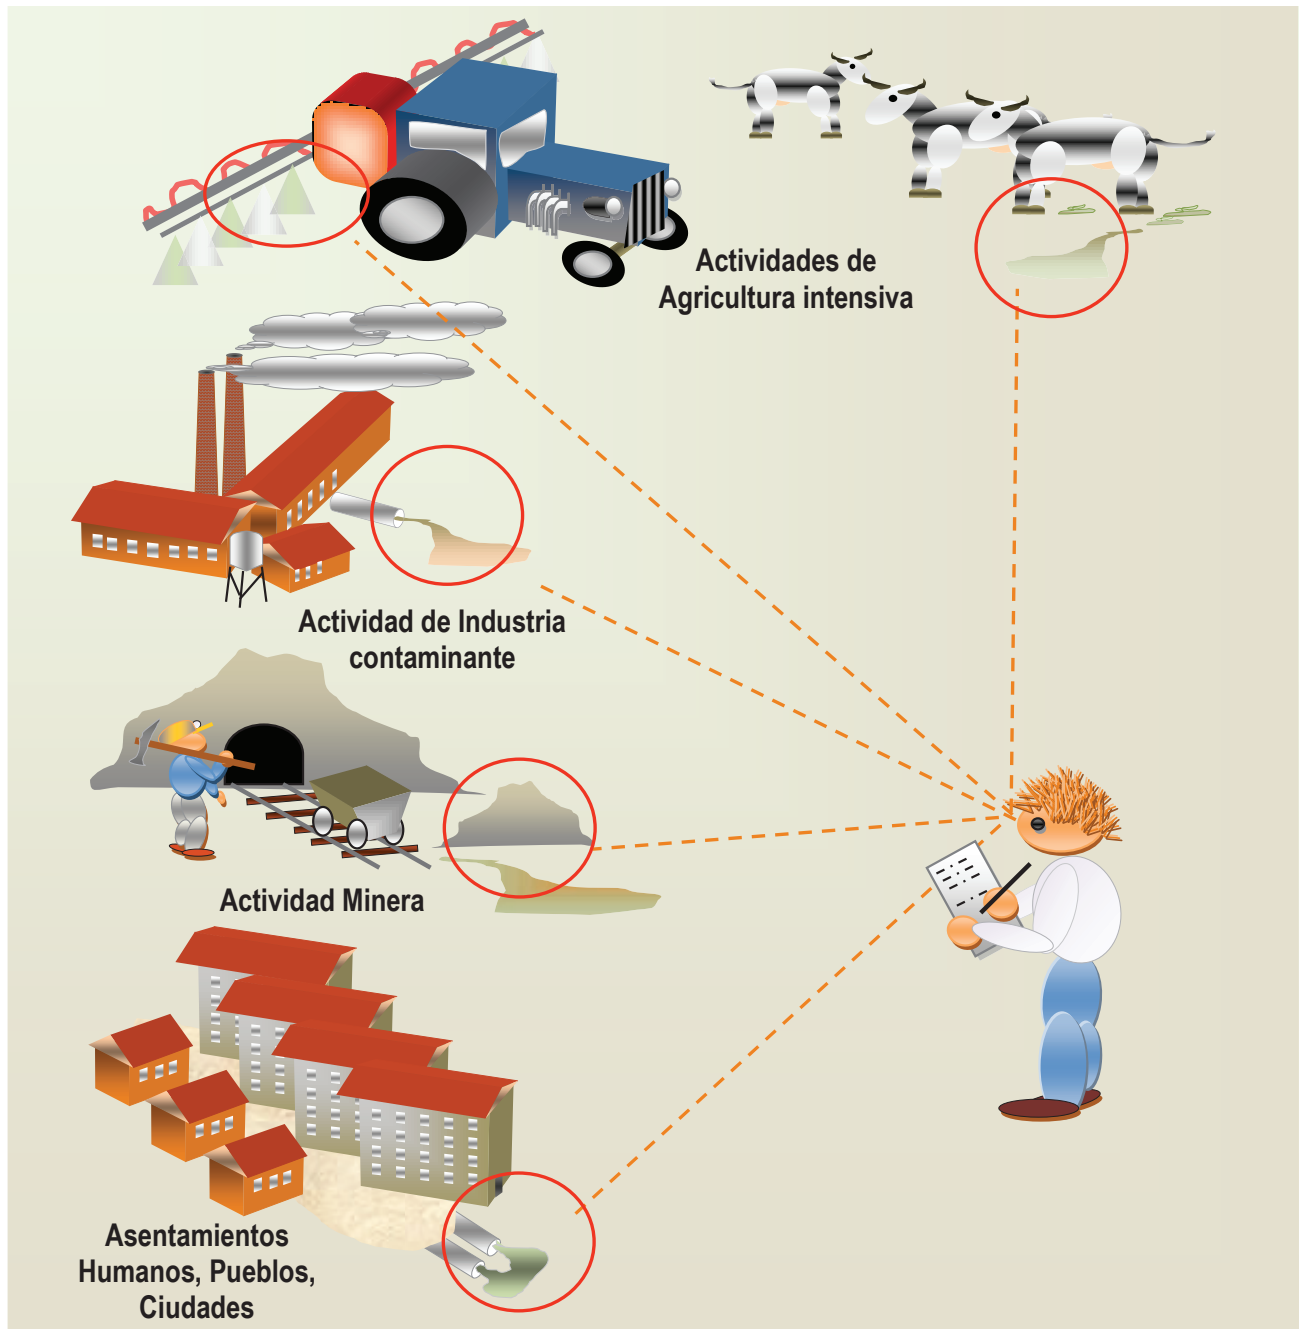 Actividades de
Agricultura intensiva
Actividad de Industria
contaminante
Actividad Minera
Asentamientos
Humanos, Pueblos,
Ciudades